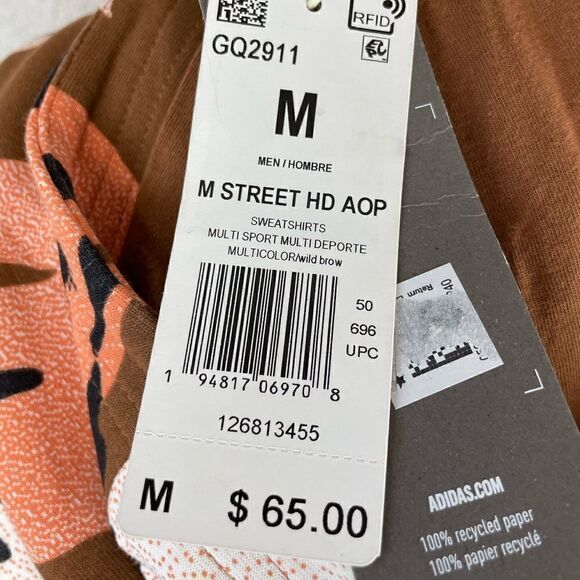 RFID
GQ2911
M
MEN / HOMBRE
M STREET HD AOP
SWEATSHIRTS
MULTI SPORT MULTI DEPORTE
MULTICOLOR/wild brow
50
696
UPC
1 94817 06970 8
126813455
M $ 65.00
Return
ADIDAS.COM
100% recycled paper
100% papier recyclé